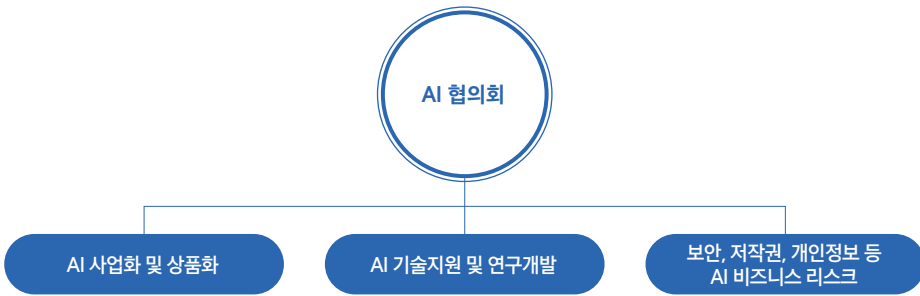 AI 협의회
AI 사업화 및 상품화
AI 기술지원 및 연구개발
보안, 저작권, 개인정보 등
AI 비즈니스 리스크